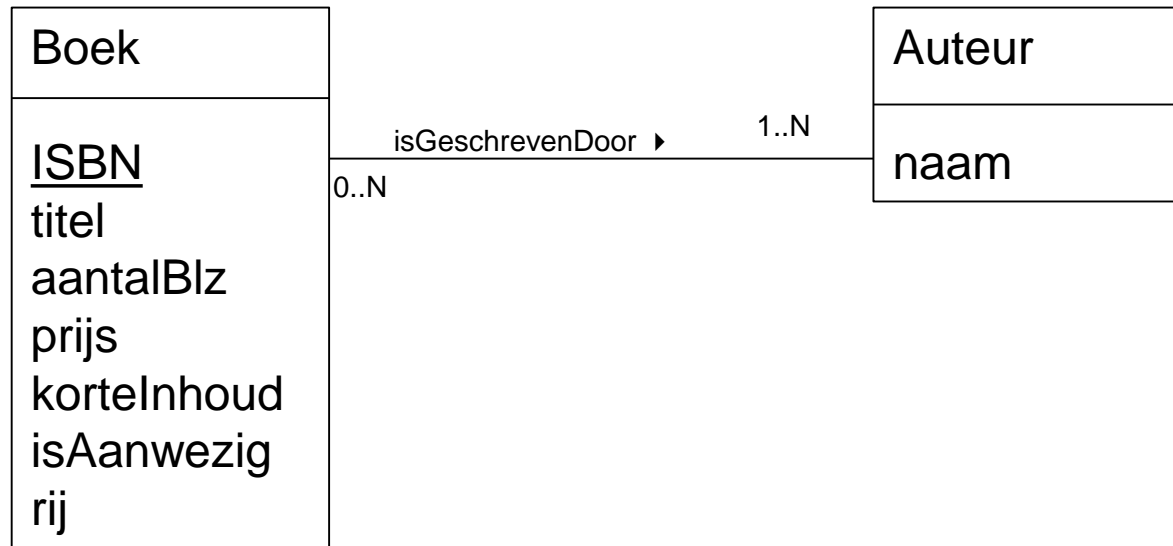 Boek
ISBN
titel
aantalBlz
prijs
korteInhoud
isAanwezig
rij
isGeschrevenDoor
1..N
0..N
Auteur
naam